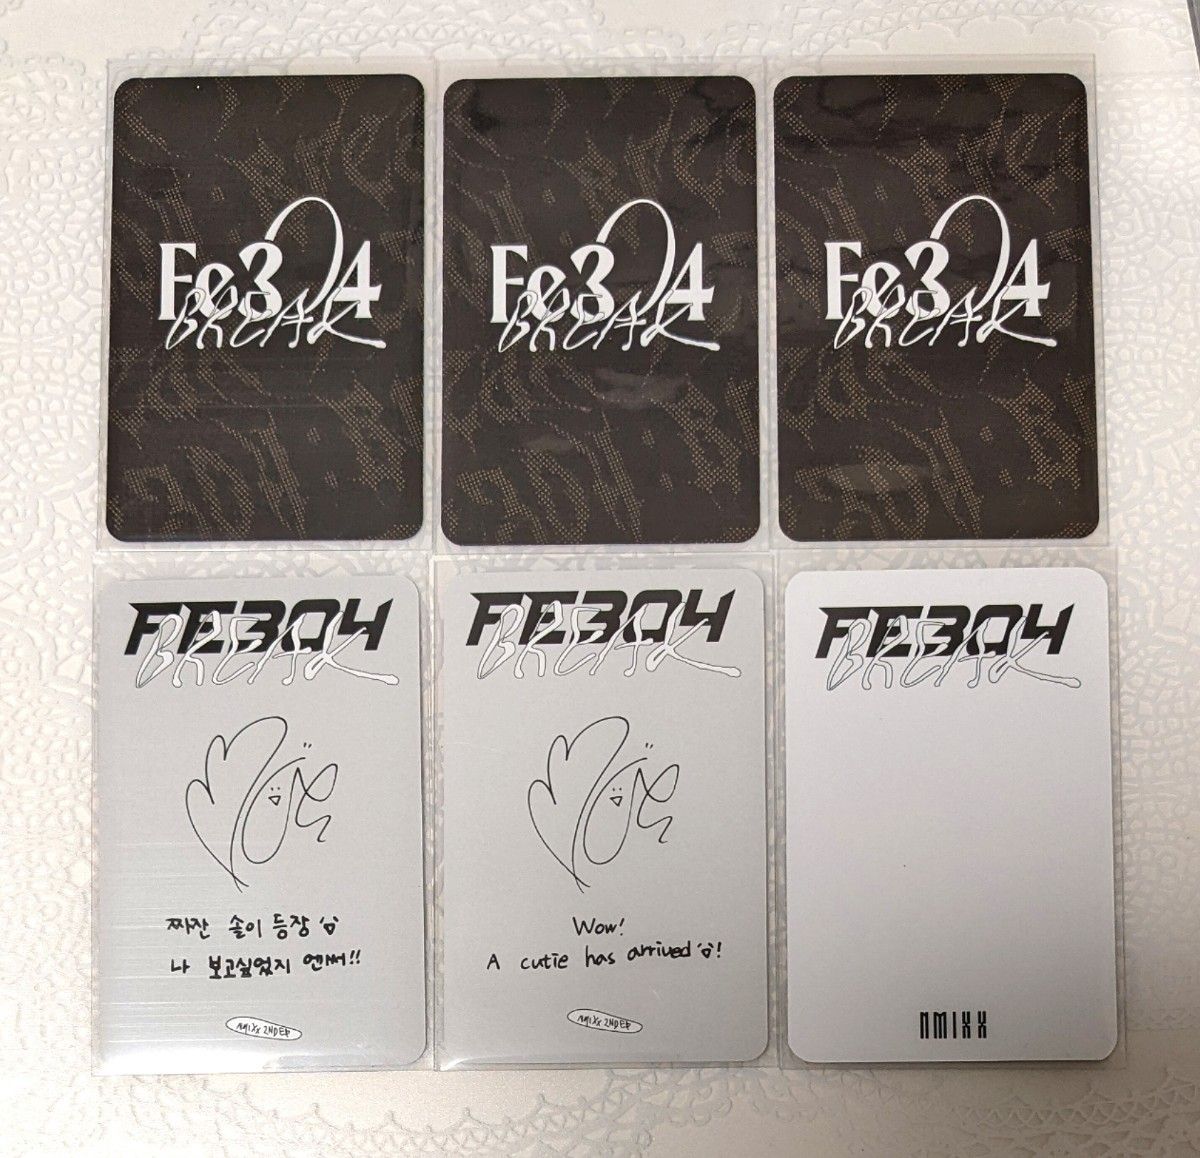 Fe3O4
BREAK
Fe3O4
BREAK
Fe3O4
BREAK
FE3O4
BREAK
짜잔 솔이 등장 'ㅎ'
나 보고싶었지 엔써!!
NMIXX 2ND EP
FE3O4
BREAK
Wow!
A cutie has arrived 'ㅎ'!
NMIXX 2ND EP
FE3O4
BREAK
NMIXX